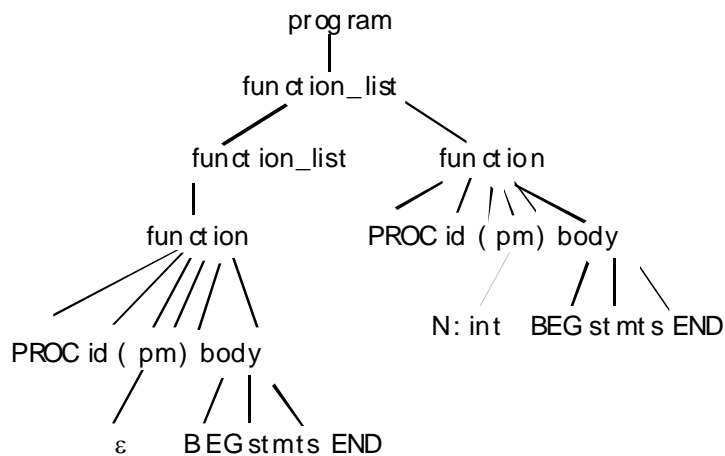 program
function_list
function_list function
function PROC id ( pm) body
N: int BEG stmts END
PROC id ( pm) body
ε BEG stmts END